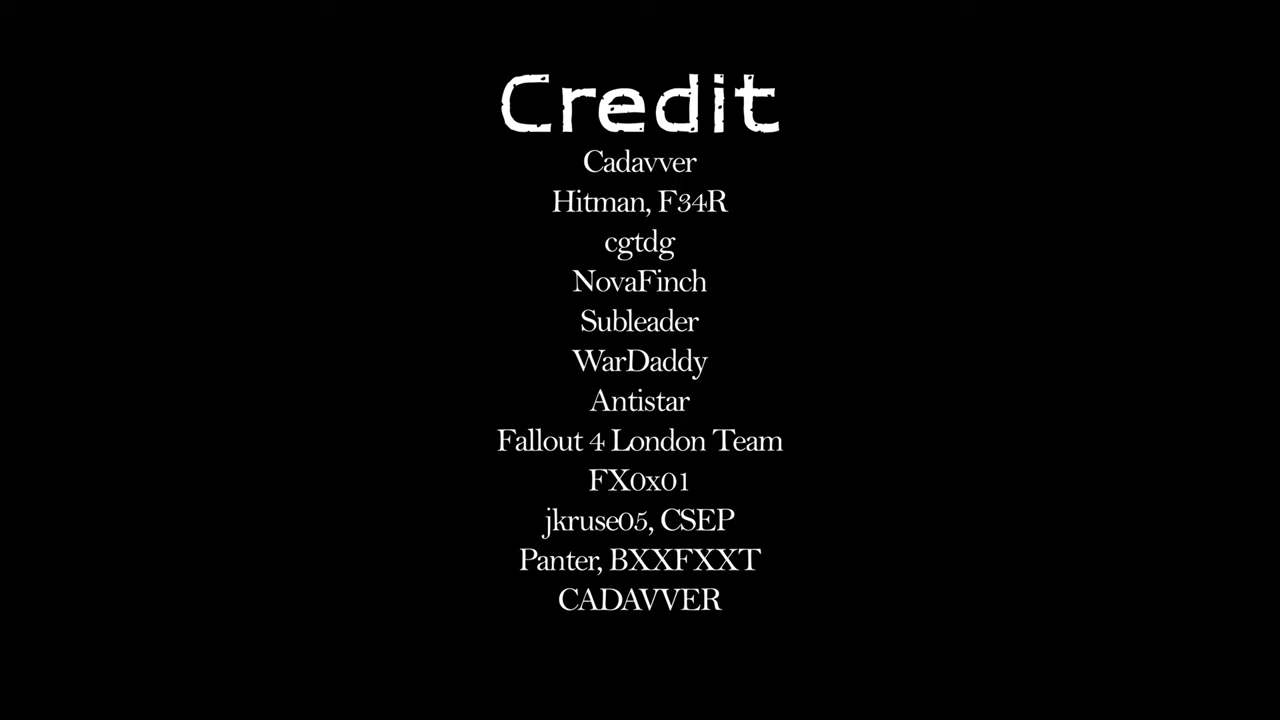 Credit
Cadavver
Hitman, F34R
cgtdg
NovaFinch
Subleader
WarDaddy
Antistar
Fallout 4 London Team
FX0x01
jkruse05, CSEP
Panter, BXXFXXT
CADAVVER